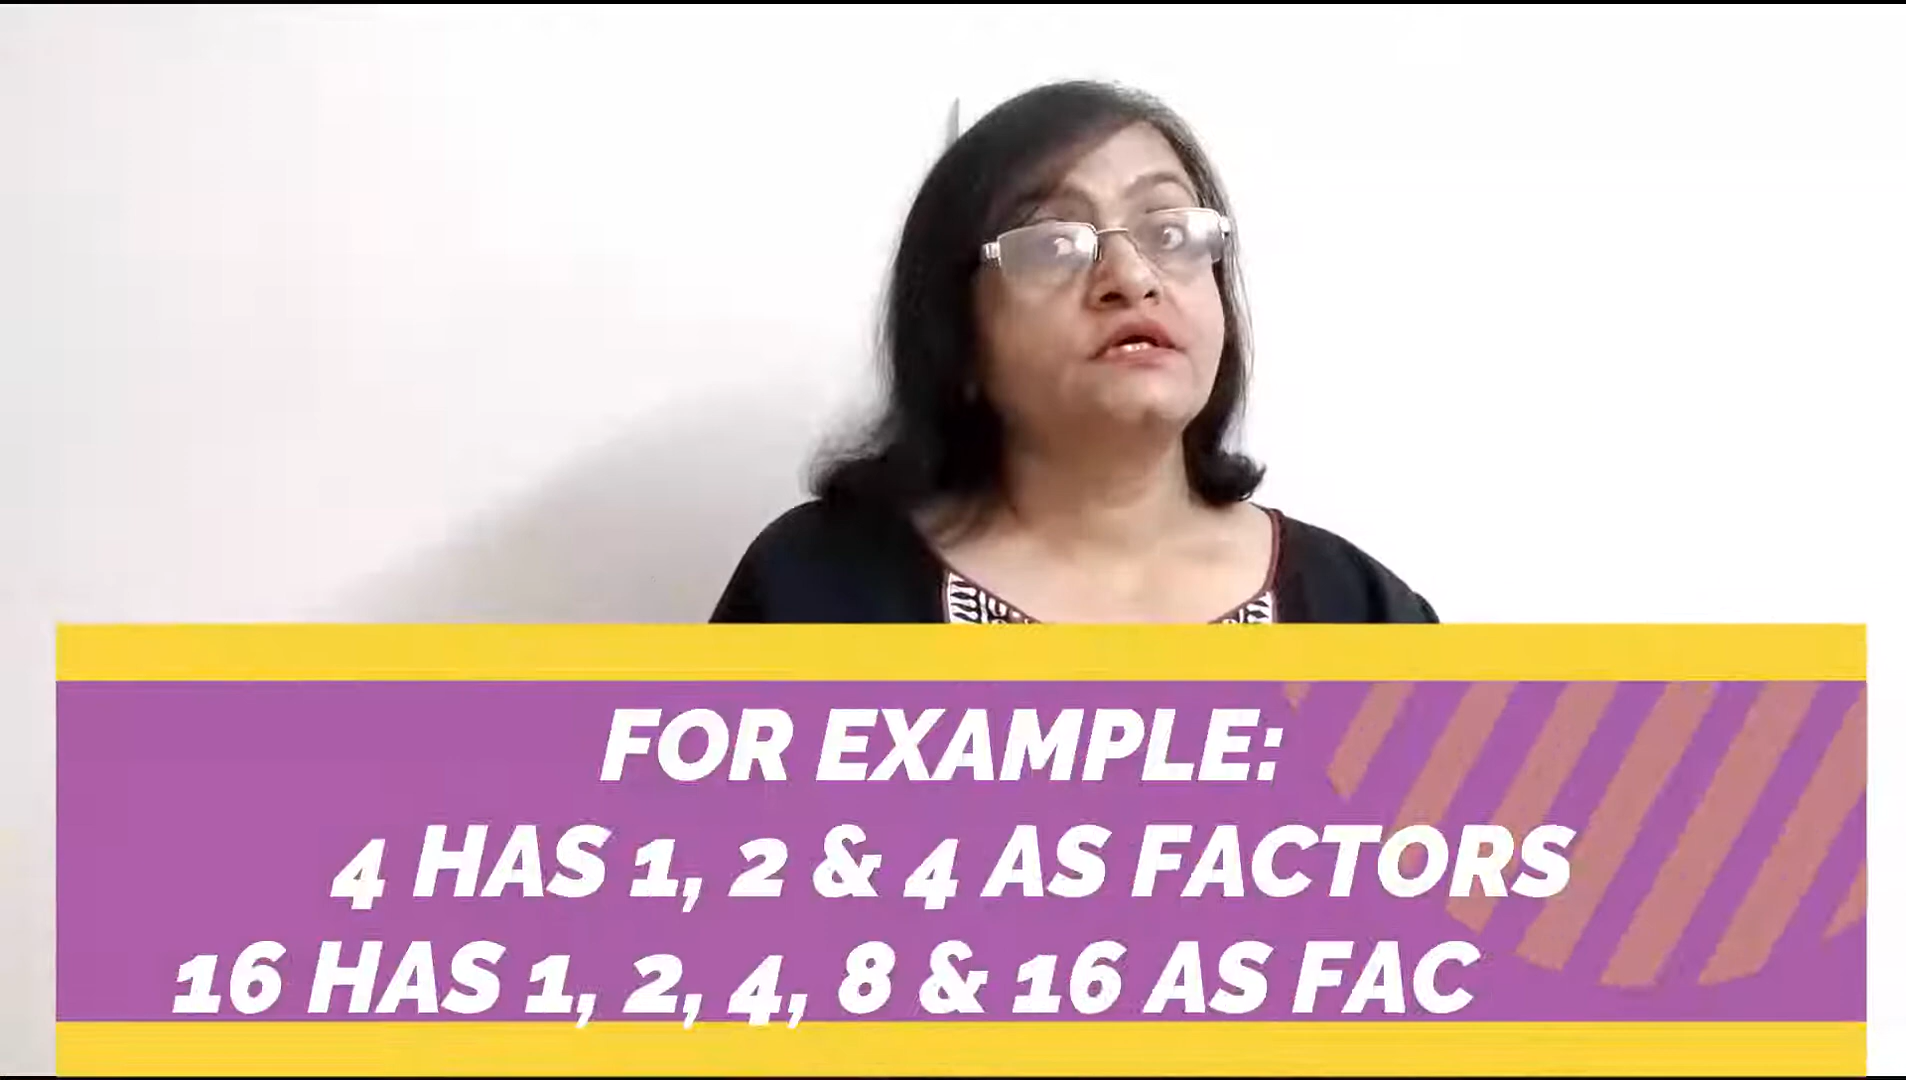 FOR EXAMPLE:
4 HAS 1, 2 & 4 AS FACTORS
16 HAS 1, 2, 4, 8 & 16 AS FAC